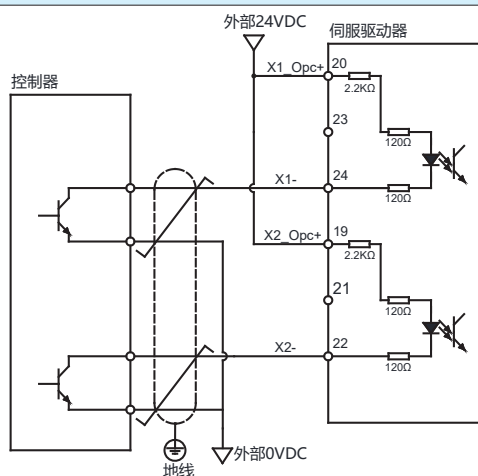 外部24VDC
伺服驱动器
控制器
X1_Opc+
20
2.2KΩ
23
120Ω
X1-
24
120Ω
X2_Opc+
19
2.2KΩ
21
120Ω
X2-
22
120Ω
外部0VDC
地线